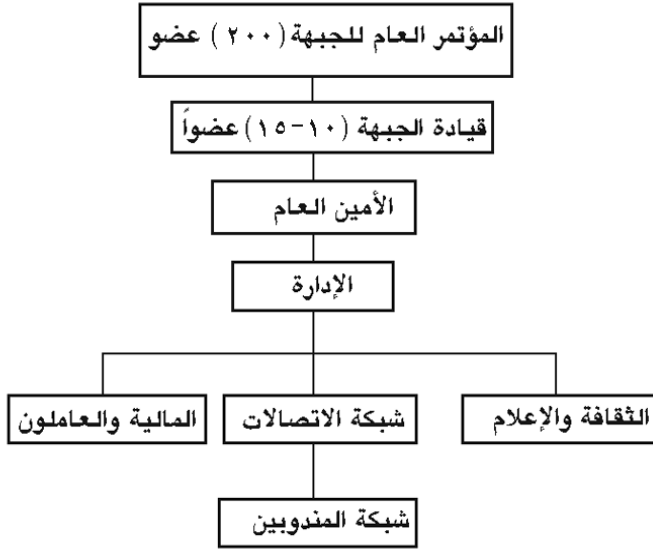 المؤتمر العام للجبهة (٢٠٠) عضو
قيادة الجبهة (١٠-١٥) عضواً
الأمين العام
الإدارة
الثقافة والإعلام
شبكة الاتصالات
المالية والعاملون
شبكة المندوبين